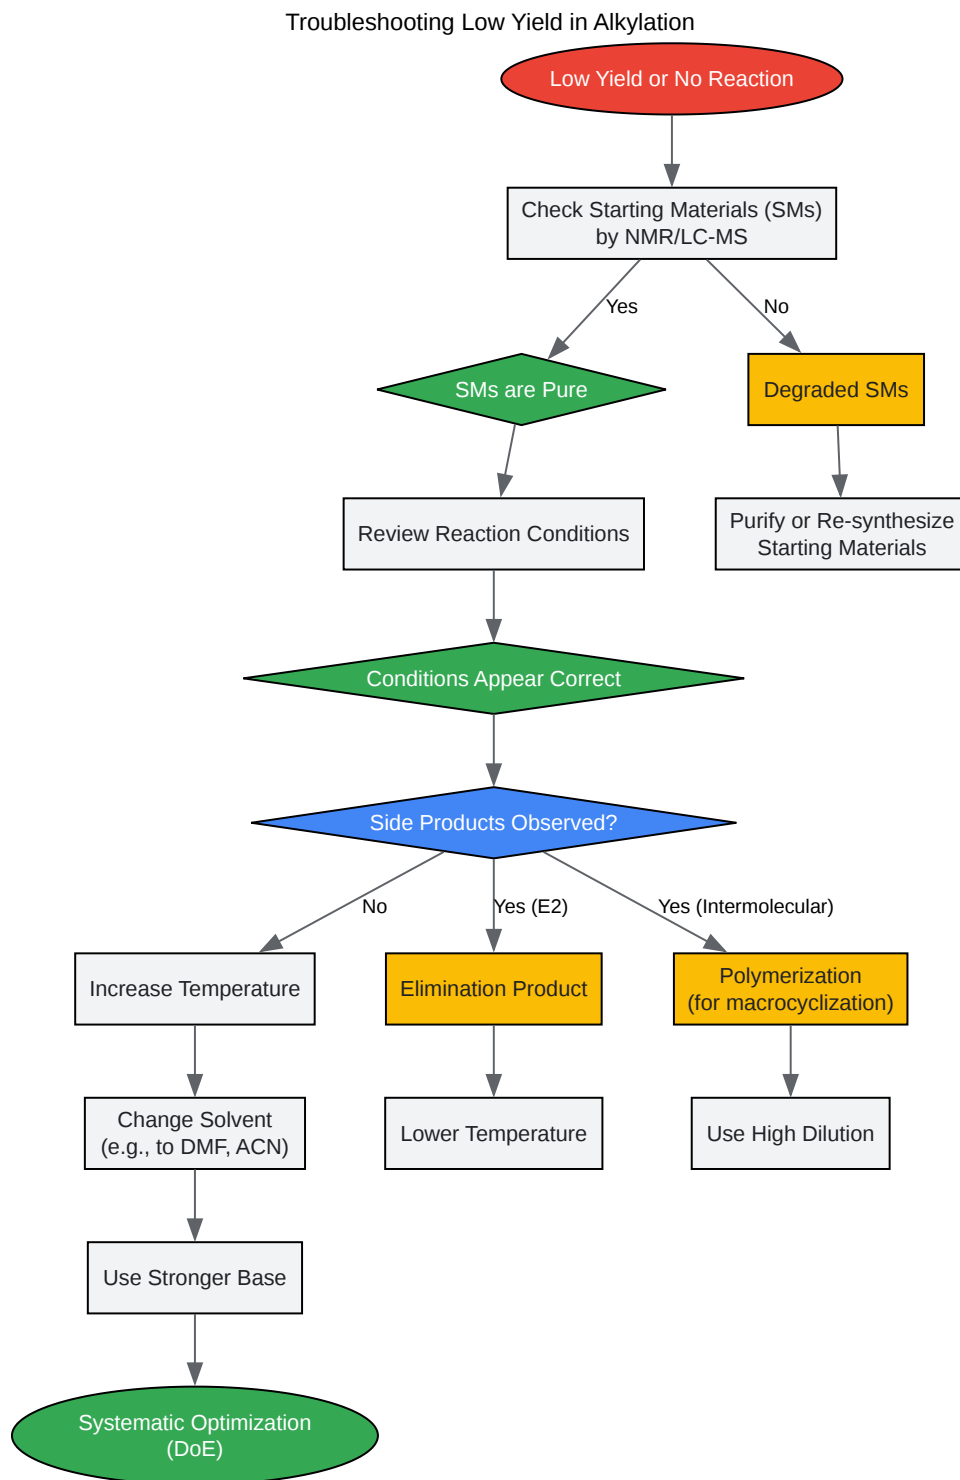 Troubleshooting Low Yield in Alkylation
Low Yield or No Reaction
Check Starting Materials (SMs)
by NMR/LC-MS
Yes
No
SMs are Pure
Degraded SMs
Review Reaction Conditions
Purify or Re-synthesize
Starting Materials
Conditions Appear Correct
Side Products Observed?
No
Yes (E2)
Yes (Intermolecular)
Increase Temperature
Elimination Product
Polymerization
(for macrocyclization)
Change Solvent
(e.g., to DMF, ACN)
Lower Temperature
Use High Dilution
Use Stronger Base
Systematic Optimization
(DoE)